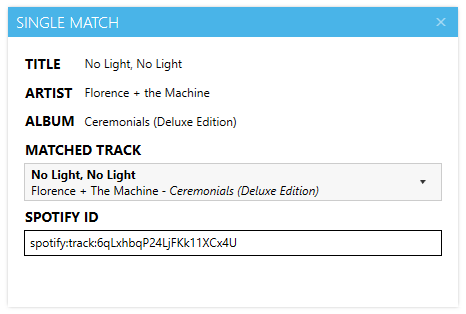 SINGLE MATCH
TITLE No Light, No Light
ARTIST Florence + the Machine
ALBUM Ceremonials (Deluxe Edition)
MATCHED TRACK
No Light, No Light
Florence + The Machine - Ceremonials (Deluxe Edition)
SPOTIFY ID
spotify:track:6qLxhbqP24LjFKk11XCx4U